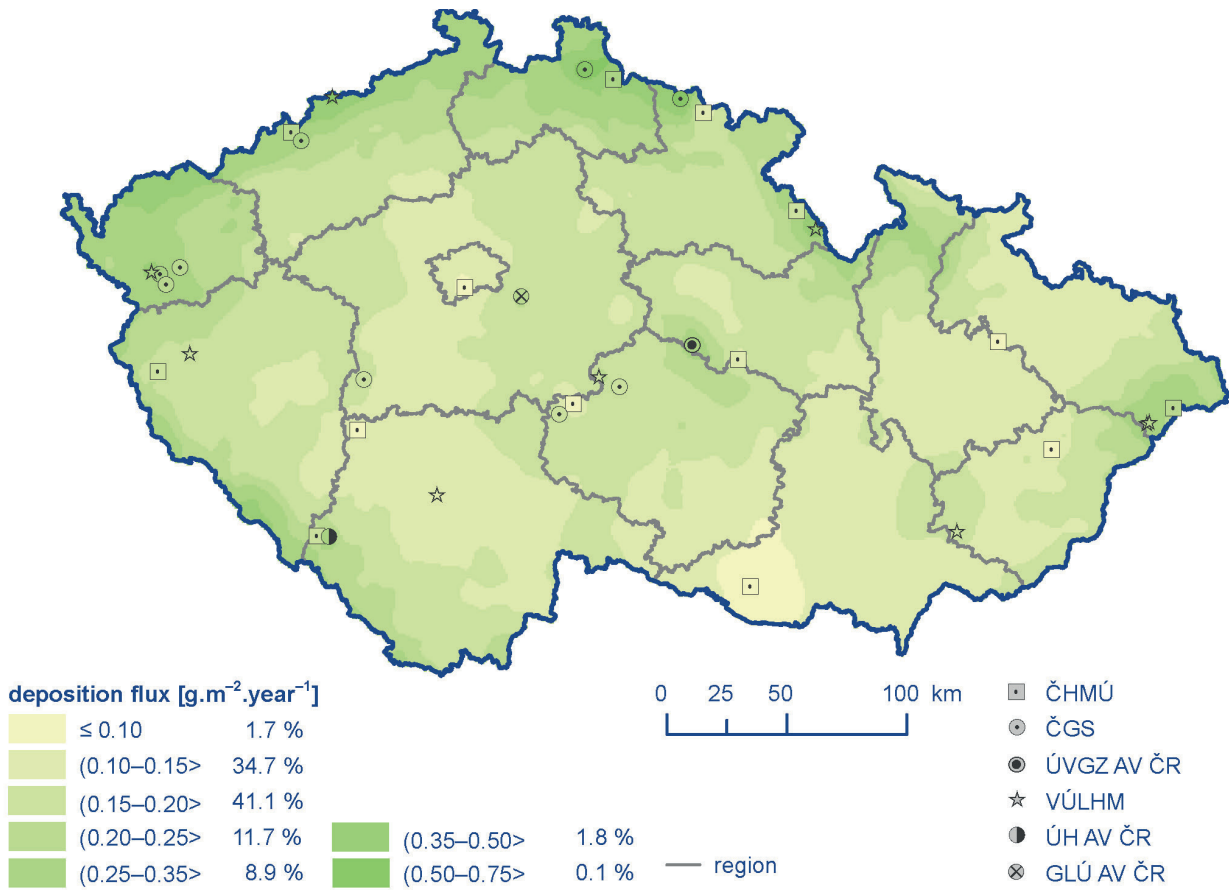 deposition flux [g.m⁻².year⁻¹]
≤ 0.10 1.7 %
(0.10–0.15> 34.7 %
(0.15–0.20> 41.1 %
(0.20–0.25> 11.7 %
(0.25–0.35> 8.9 %
(0.35–0.50> 1.8 %
(0.50–0.75> 0.1 %
0 25 50 100 km
region
ČHMÚ
ČGS
ÚVGZ AV ČR
VÚLHM
ÚH AV ČR
GLÚ AV ČR